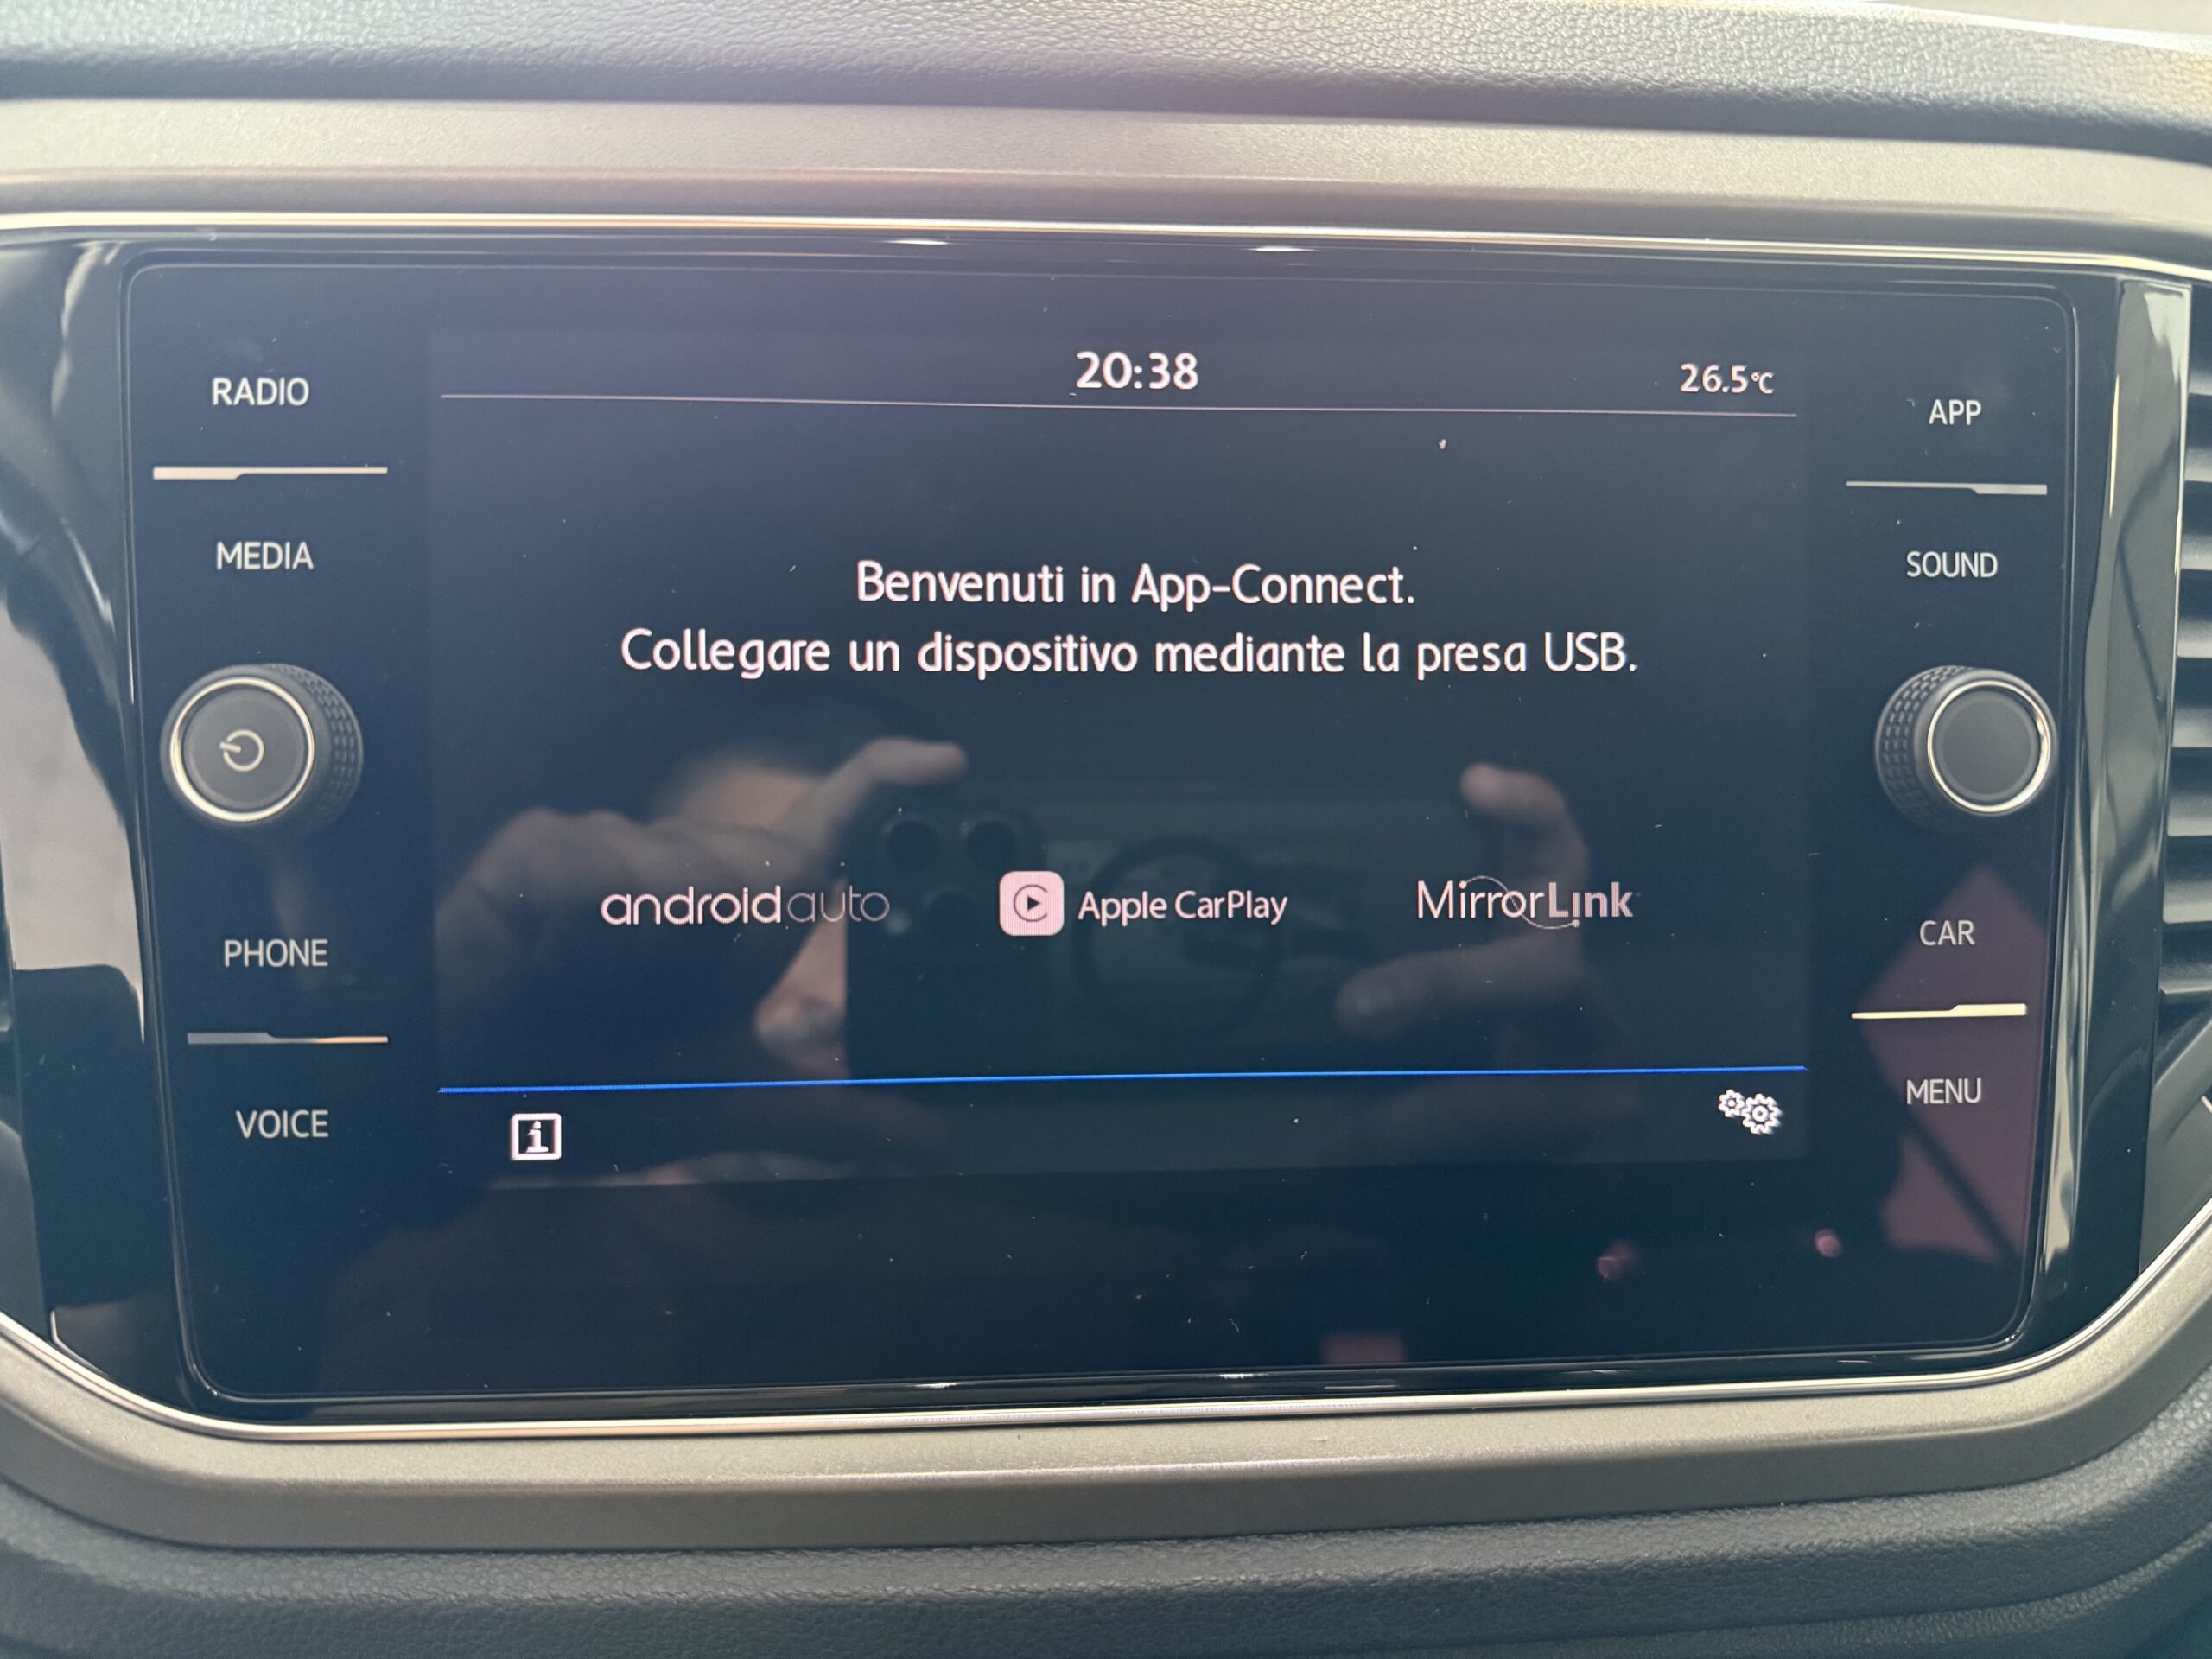 20:38
26.5°C
RADIO
APP
MEDIA
SOUND
Benvenuti in App-Connect.
Collegare un dispositivo mediante la presa USB.
androidauto
Apple CarPlay
MirrorLink
PHONE
CAR
VOICE
MENU
i